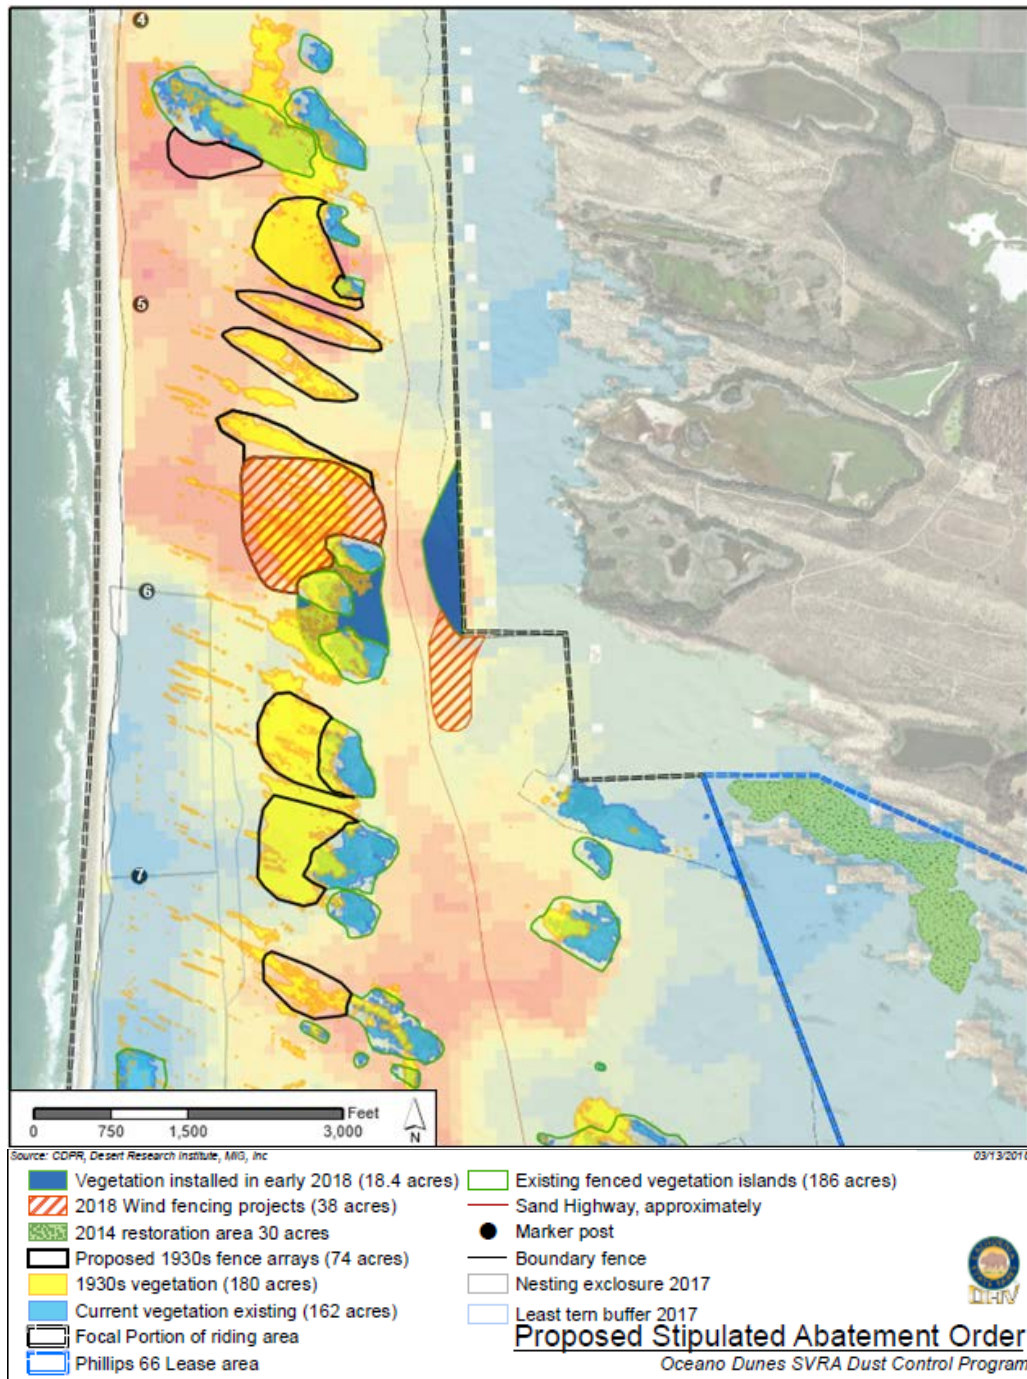 4
5
6
7
Feet
0 750 1,500 3,000
N
Source: CDPR, Desert Research Institute, MIG, Inc
Vegetation installed in early 2018 (18.4 acres)
2018 Wind fencing projects (38 acres)
2014 restoration area 30 acres
Proposed 1930s fence arrays (74 acres)
1930s vegetation (180 acres)
Current vegetation existing (162 acres)
Focal Portion of riding area
Phillips 66 Lease area
Existing fenced vegetation islands (186 acres)
Sand Highway, approximately
Marker post
Boundary fence
Nesting exclosure 2017
Least tern buffer 2017
OHV
Proposed Stipulated Abatement Order
Oceano Dunes SVRA Dust Control Program